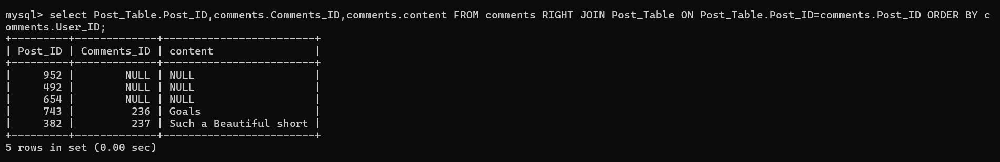 mysql> select Post_Table.Post_ID,comments.Comments_ID,comments.content FROM comments RIGHT JOIN Post_Table ON Post_Table.Post_ID=comments.Post_ID ORDER BY c
omments.User_ID;
+---------+-------------+------------------------+
| Post_ID | Comments_ID | content                |
+---------+-------------+------------------------+
|     952 |        NULL | NULL                   |
|     492 |        NULL | NULL                   |
|     654 |        NULL | NULL                   |
|     743 |         236 | Goals                  |
|     382 |         237 | Such a Beautiful short |
+---------+-------------+------------------------+
5 rows in set (0.00 sec)